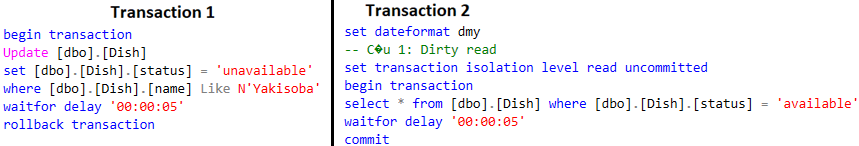 Transaction 1
begin transaction
Update [dbo].[Dish]
set [dbo].[Dish].[status] = 'unavailable'
where [dbo].[Dish].[name] Like N'Yakisoba'
waitfor delay '00:00:05'
rollback transaction
Transaction 2
set dateformat dmy
-- C�u 1: Dirty read
set transaction isolation level read uncommitted
begin transaction
select * from [dbo].[Dish] where [dbo].[Dish].[status] = 'available'
waitfor delay '00:00:05'
commit